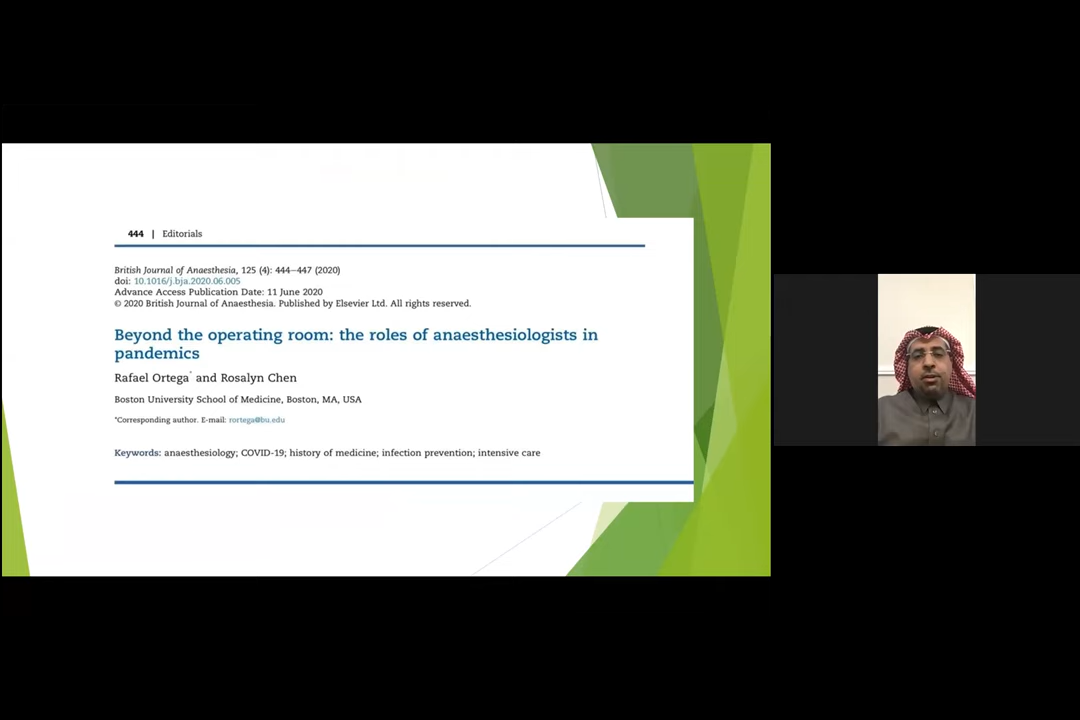 444 | Editorials
British Journal of Anaesthesia, 125 (4): 444–447 (2020)
doi: 10.1016/j.bja.2020.06.005
Advance Access Publication Date: 11 June 2020
© 2020 British Journal of Anaesthesia. Published by Elsevier Ltd. All rights reserved.
Beyond the operating room: the roles of anaesthesiologists in
pandemics
Rafael Ortega* and Rosalyn Chen
Boston University School of Medicine, Boston, MA, USA
*Corresponding author. E-mail: rortega@bu.edu
Keywords: anaesthesiology; COVID-19; history of medicine; infection prevention; intensive care